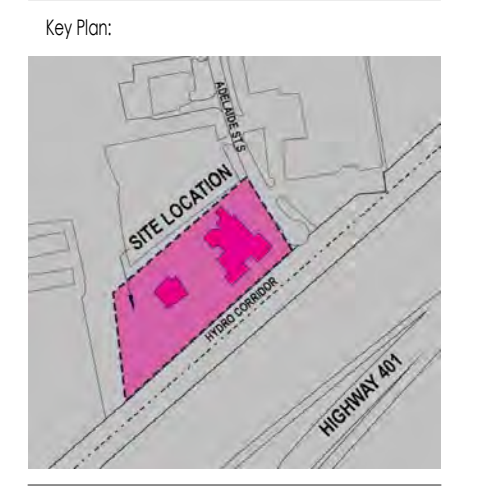 Key Plan:
ADELAIDE ST S
SITE LOCATION
HYDRO CORRIDOR
HIGHWAY 401